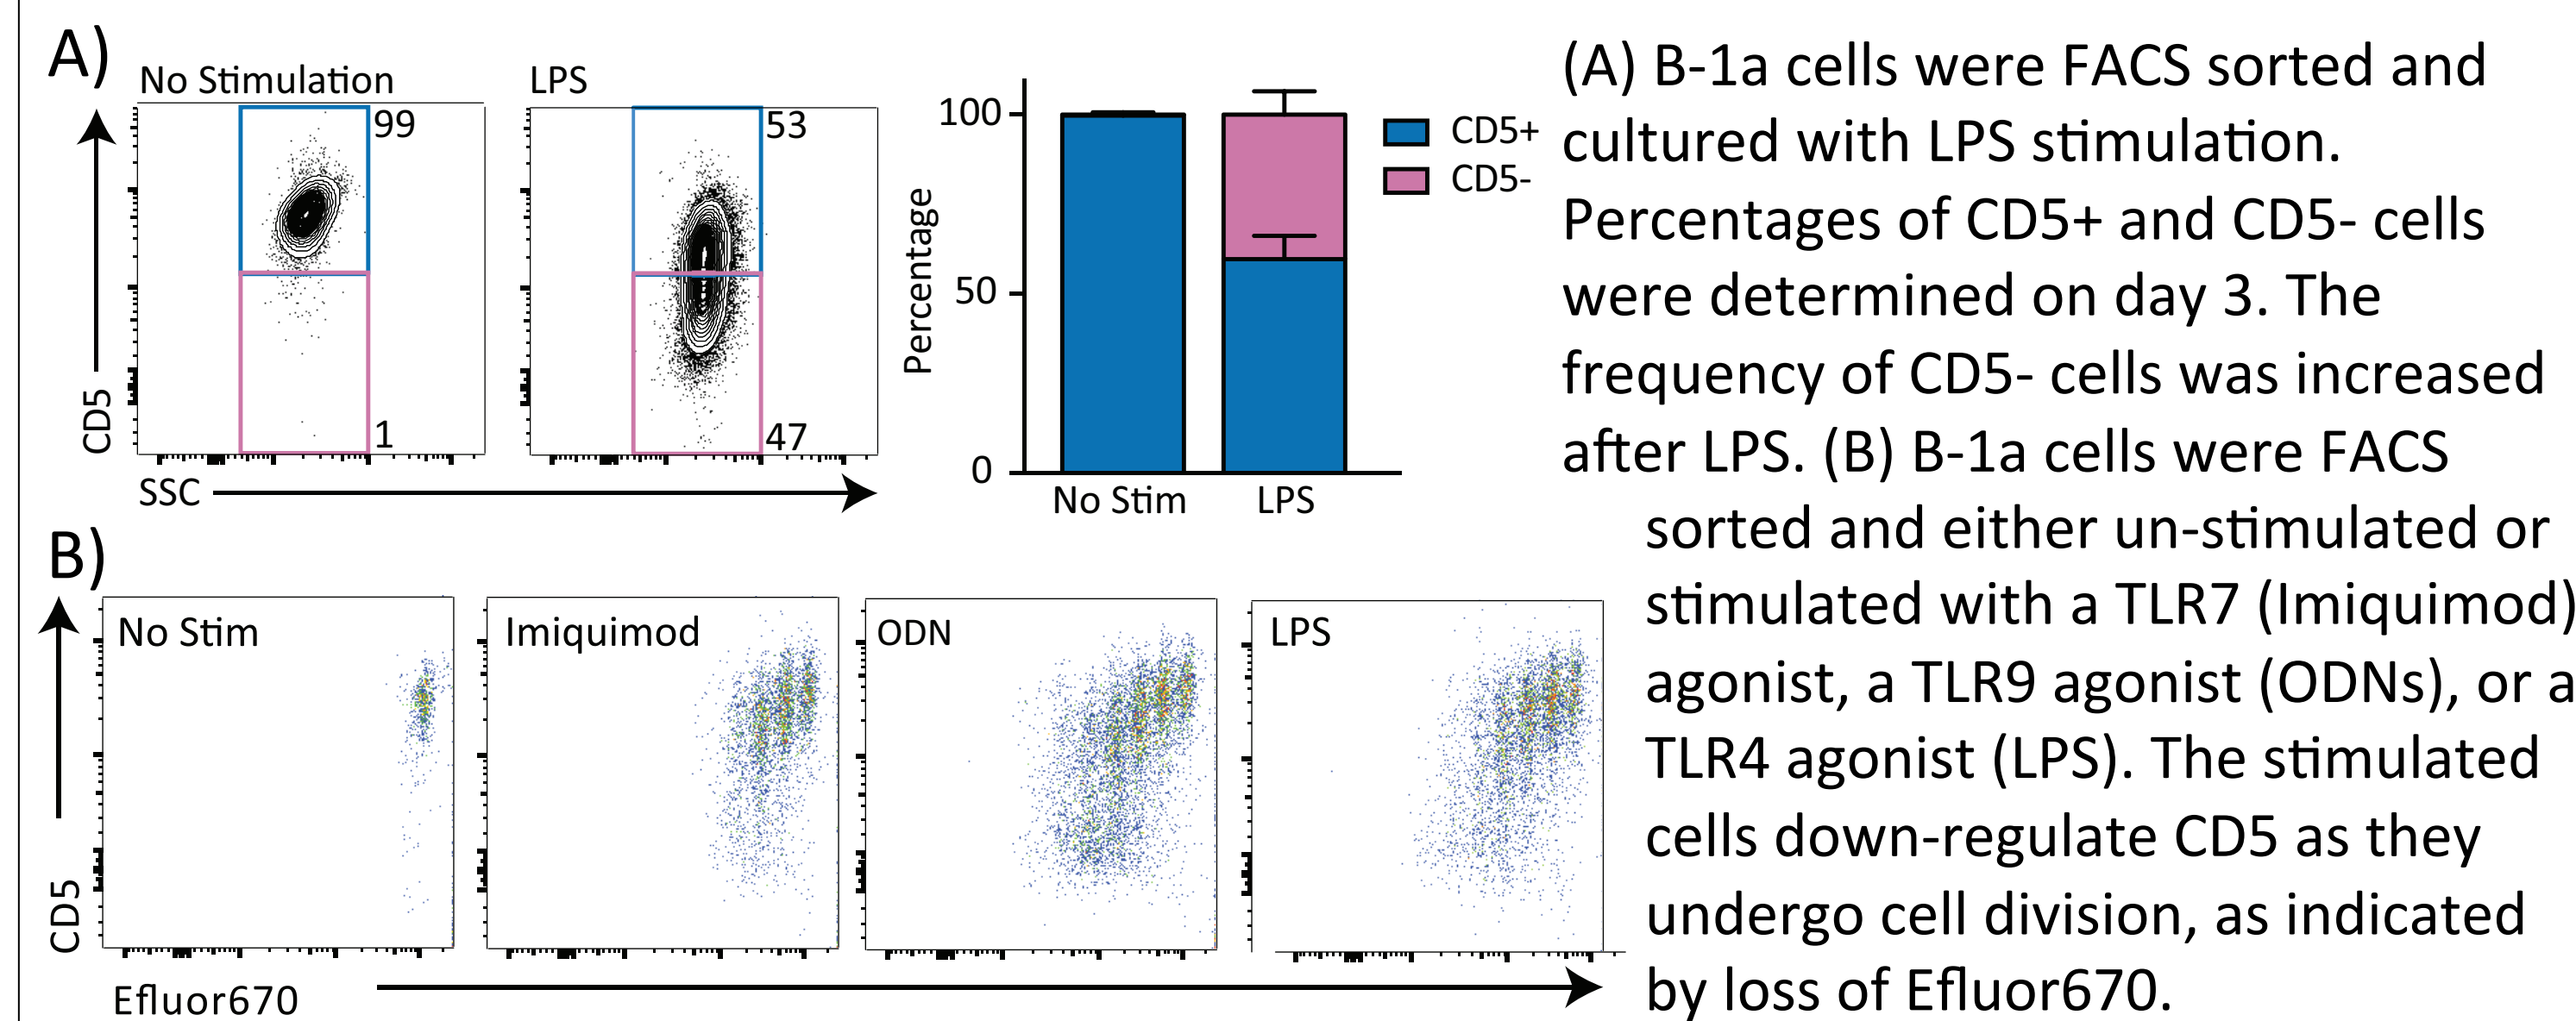 A)
No Stimulation
99
1
LPS
53
47
CD5
SSC
Percentage
100
50
0
No Stim
LPS
CD5+
CD5-
(A) B-1a cells were FACS sorted and
cultured with LPS stimulation.
Percentages of CD5+ and CD5- cells
were determined on day 3. The
frequency of CD5- cells was increased
after LPS. (B) B-1a cells were FACS
sorted and either un-stimulated or
stimulated with a TLR7 (Imiquimod)
agonist, a TLR9 agonist (ODNs), or a
TLR4 agonist (LPS). The stimulated
cells down-regulate CD5 as they
undergo cell division, as indicated
by loss of Efluor670.
B)
No Stim
Imiquimod
ODN
LPS
CD5
Efluor670